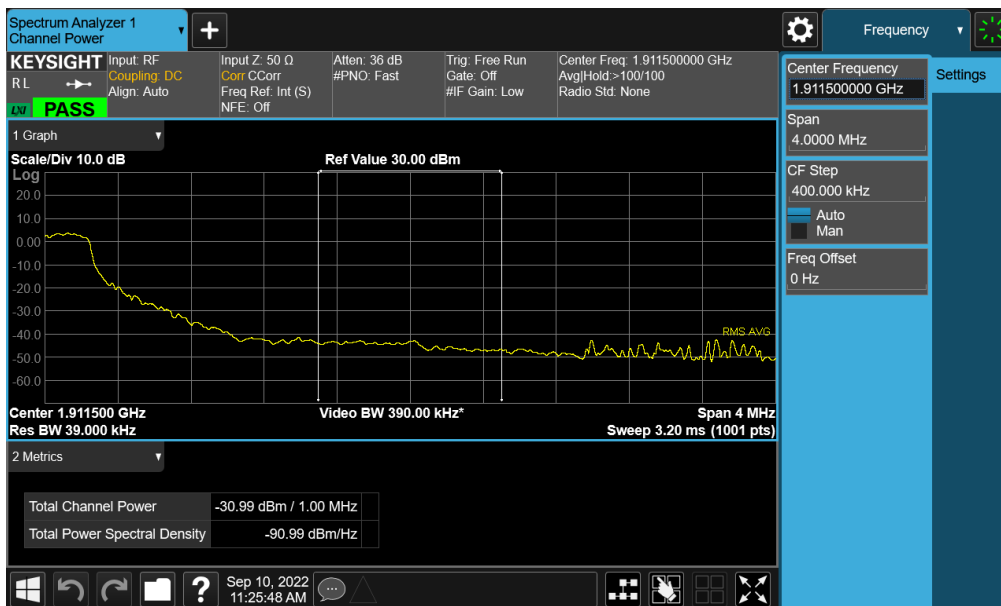 Spectrum Analyzer 1
Channel Power
Frequency
KEYSIGHT
Input: RF
Input Z: 50 Ω
Atten: 36 dB
Trig: Free Run
Center Freq: 1.911500000 GHz
R L
Coupling: DC
Corr CCorr
#PNO: Fast
Gate: Off
Avg|Hold:>100/100
Align: Auto
Freq Ref: Int (S)
#IF Gain: Low
Radio Std: None
LXI
PASS
NFE: Off
Center Frequency
1.911500000 GHz
Settings
Span
4.0000 MHz
CF Step
400.000 kHz
Auto
Man
Freq Offset
0 Hz
1 Graph
Scale/Div 10.0 dB
Ref Value 30.00 dBm
Log
20.0
10.0
0.00
-10.0
-20.0
-30.0
-40.0
RMS AVG
-50.0
-60.0
Center 1.911500 GHz
Video BW 390.00 kHz*
Span 4 MHz
Res BW 39.000 kHz
Sweep 3.20 ms (1001 pts)
2 Metrics
Total Channel Power
-30.99 dBm / 1.00 MHz
Total Power Spectral Density
-90.99 dBm/Hz
?
Sep 10, 2022
11:25:48 AM